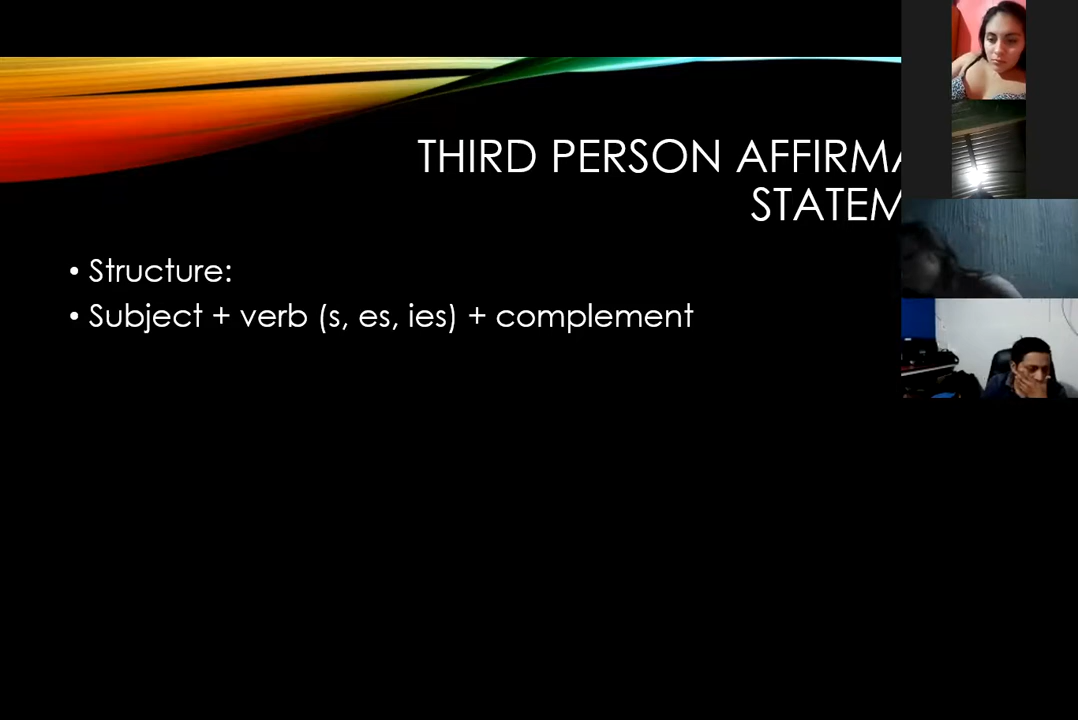 THIRD PERSON AFFIRMA
STATEM
• Structure:
• Subject + verb (s, es, ies) + complement